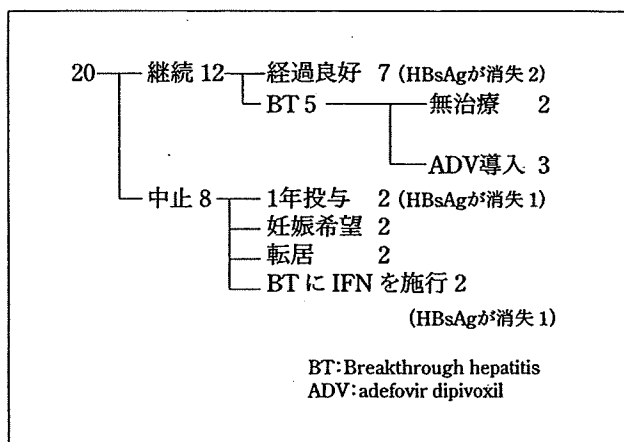 20 継続 12 経過良好 7 (HBsAgが消失 2)
BT 5 無治療 2
ADV導入 3
中止 8 1年投与 2 (HBsAgが消失 1)
妊娠希望 2
転居 2
BT に IFN を施行 2
(HBsAgが消失 1)
BT：Breakthrough hepatitis
ADV：adefovir dipivoxil